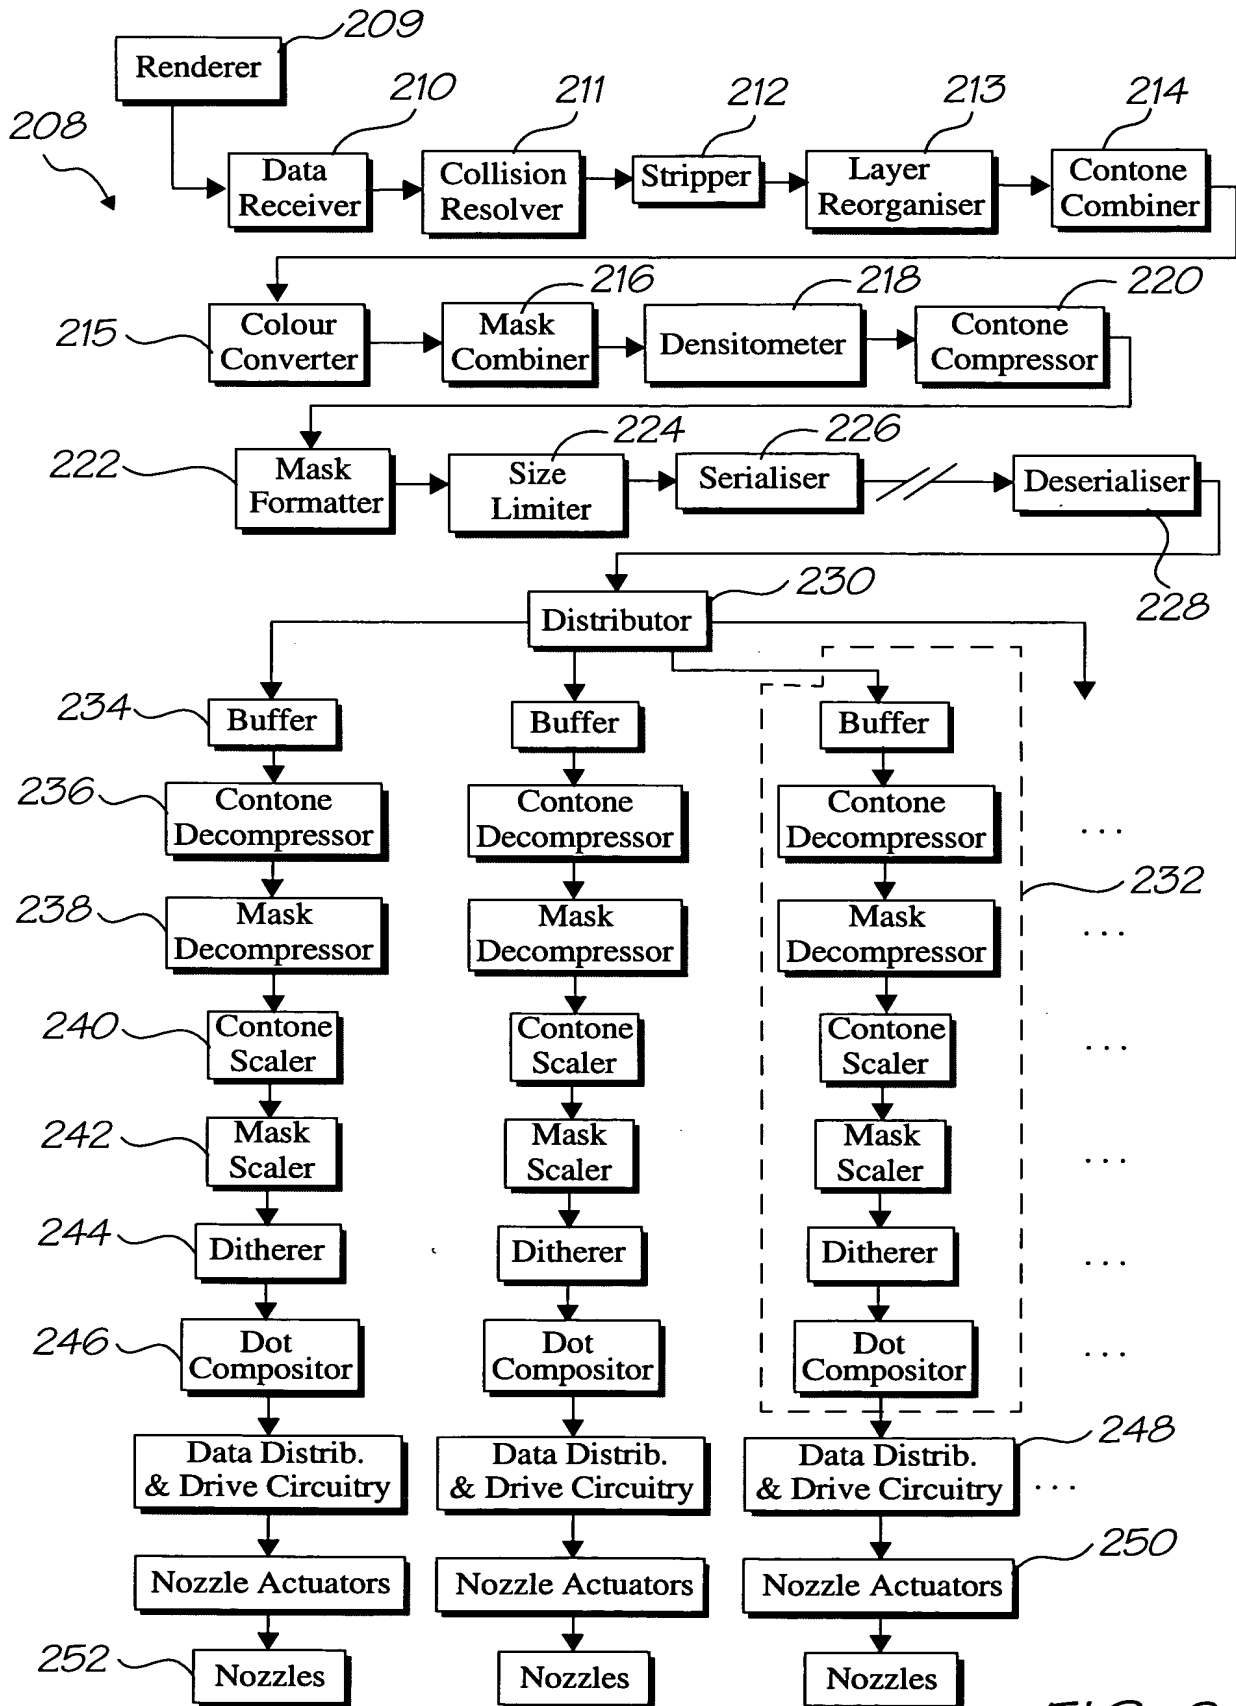 209
Renderer
208
210
211
212
213
214
Data
Receiver
Collision
Resolver
Stripper
Layer
Reorganiser
Contone
Combiner
215
216
218
220
Colour
Converter
Mask
Combiner
Densitometer
Contone
Compressor
222
224
226
Mask
Formatter
Size
Limiter
Serialiser
Deserialiser
228
230
Distributor
234
Buffer
Buffer
Buffer
236
Contone
Decompressor
Contone
Decompressor
Contone
Decompressor
...
232
238
Mask
Decompressor
Mask
Decompressor
Mask
Decompressor
...
240
Contone
Scaler
Contone
Scaler
Contone
Scaler
...
242
Mask
Scaler
Mask
Scaler
Mask
Scaler
...
244
Ditherer
Ditherer
Ditherer
...
246
Dot
Compositor
Dot
Compositor
Dot
Compositor
...
Data Distrib.
& Drive Circuitry
Data Distrib.
& Drive Circuitry
Data Distrib.
& Drive Circuitry
248
...
Nozzle Actuators
Nozzle Actuators
Nozzle Actuators
250
252
Nozzles
Nozzles
Nozzles